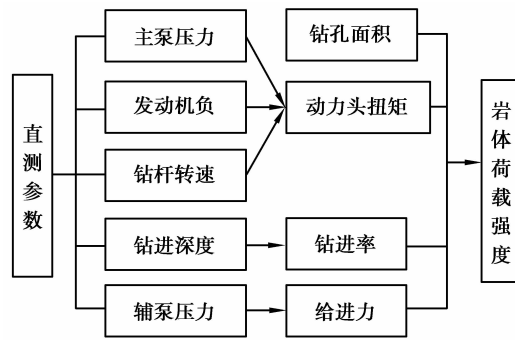 直测参数
主泵压力
发动机负
钻杆转速
钻进深度
辅泵压力
钻孔面积
动力头扭矩
钻进率
给进力
岩体荷载强度